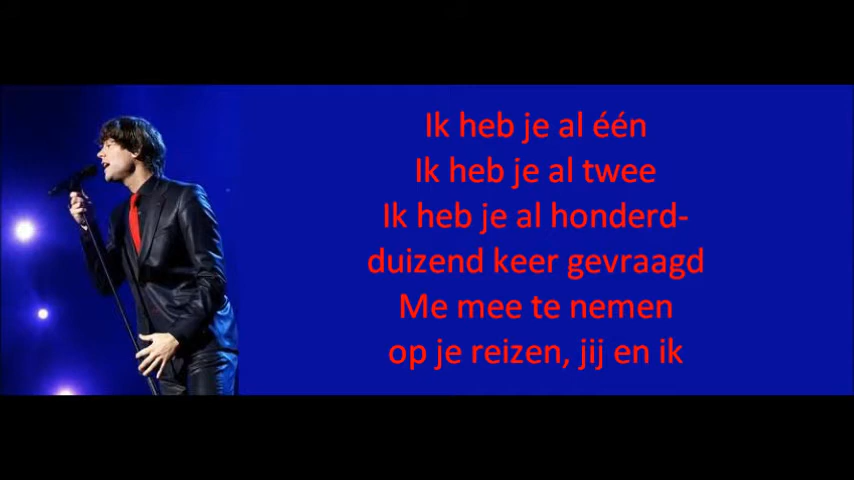 Ik heb je al één
Ik heb je al twee
Ik heb je al honderd-
duizend keer gevraagd
Me mee te nemen
op je reizen, jij en ik